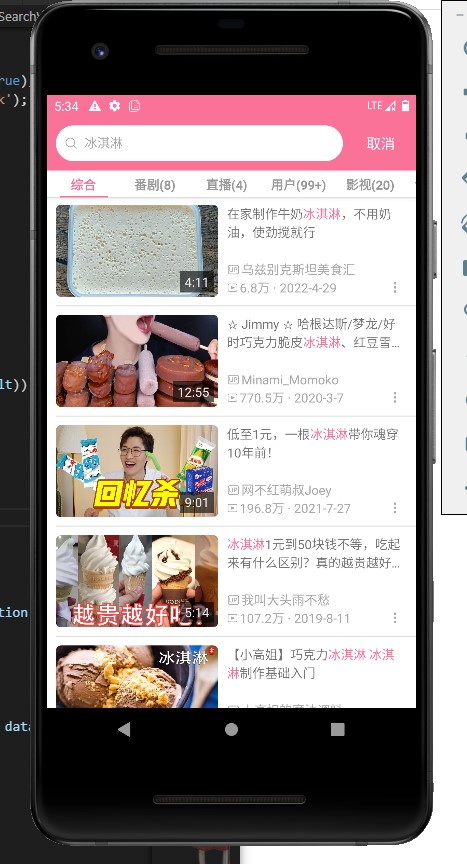 SearchV
rue)
k');
5:34
LTE
冰淇淋
取消
综合
番剧(8)
直播(4)
用户(99+)
影视(20)
4:11
在家制作牛奶冰淇淋，不用奶
油，使劲搅就行
UP 乌兹别克斯坦美食汇
6.8万 · 2022-4-29
12:55
☆ Jimmy ☆ 哈根达斯/梦龙/好
时巧克力脆皮冰淇淋、红豆雪...
UP Minami_Momoko
770.5万 · 2020-3-7
lt))
回忆杀
9:01
低至1元，一根冰淇淋带你魂穿
10年前！
UP 网不红萌叔Joey
196.8万 · 2021-7-27
越贵越好吃?
5:14
冰淇淋1元到50块钱不等，吃起
来有什么区别？真的越贵越好...
UP 我叫大头雨不愁
107.2万 · 2019-8-11
tion
冰淇淋
【小高姐】巧克力冰淇淋 冰淇
淋制作基础入门
data